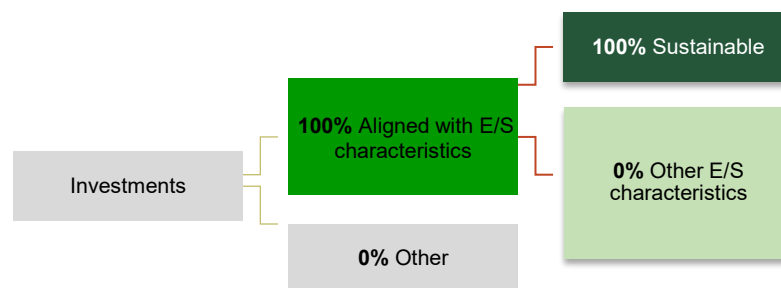 100% Sustainable
100% Aligned with E/S
characteristics
Investments
0% Other E/S
characteristics
0% Other